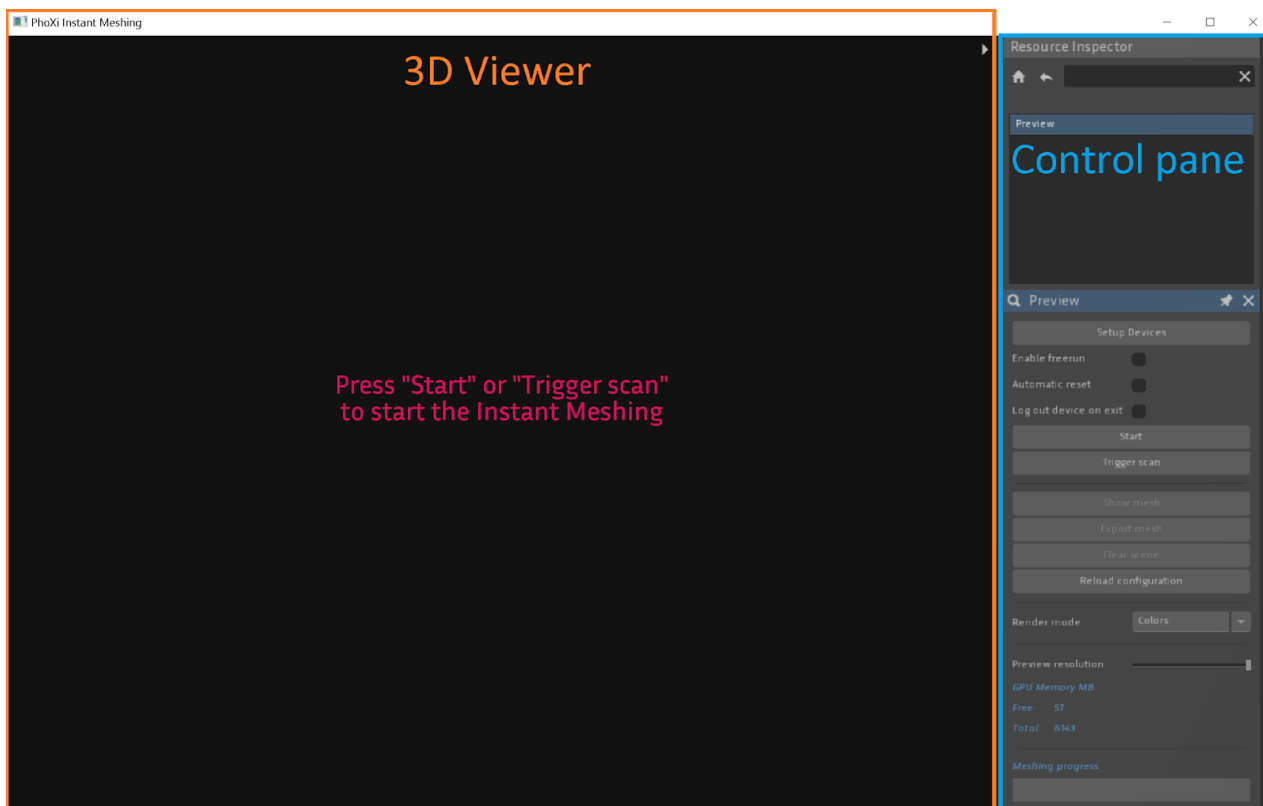 PhoXi Instant Meshing
3D Viewer
Press "Start" or "Trigger scan"
to start the Instant Meshing
Resource Inspector
Preview
Control pane
Preview
Setup Devices
Enable freerun
Automatic reset
Log out device on exit
Start
Trigger scan
Show mesh
Export mesh
Clear scene
Reload configuration
Render mode Colors
Preview resolution
GPU Memory MB
Free: 57
Total: 6143
Meshing progress